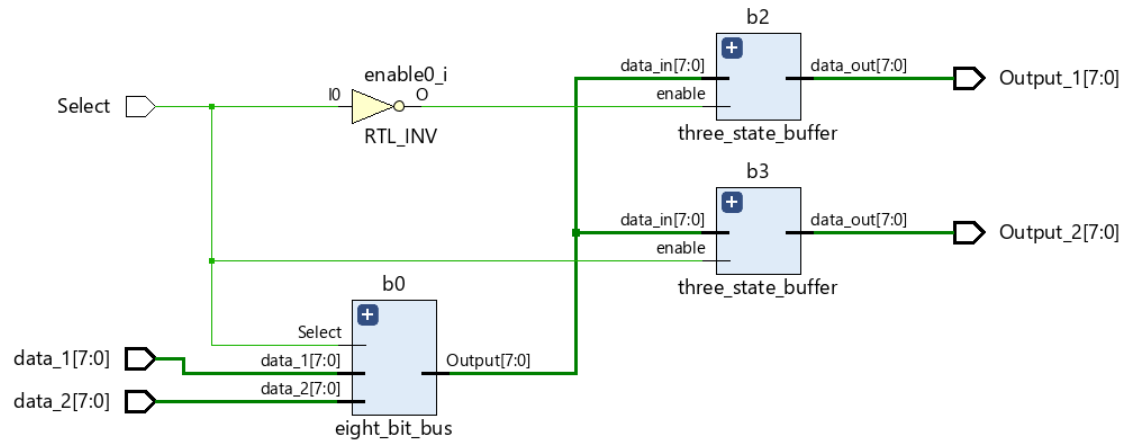 b2
data_in[7:0]
data_out[7:0]
Output_1[7:0]
enable
three_state_buffer
enable0_i
Select
I0
O
RTL_INV
b3
data_in[7:0]
data_out[7:0]
Output_2[7:0]
enable
three_state_buffer
b0
Select
data_1[7:0]
data_1[7:0]
Output[7:0]
data_2[7:0]
data_2[7:0]
eight_bit_bus